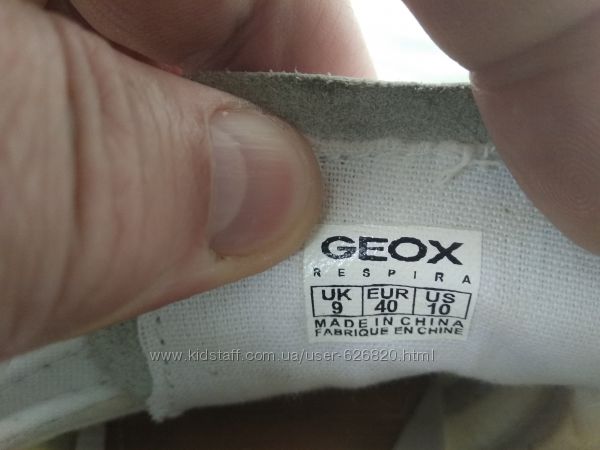 GEOX
RESPIRA
UK EUR US
9 40 10
MADE IN CHINA
FABRIQUE EN CHINE
www.kidstaff.com.ua/user-626820.html